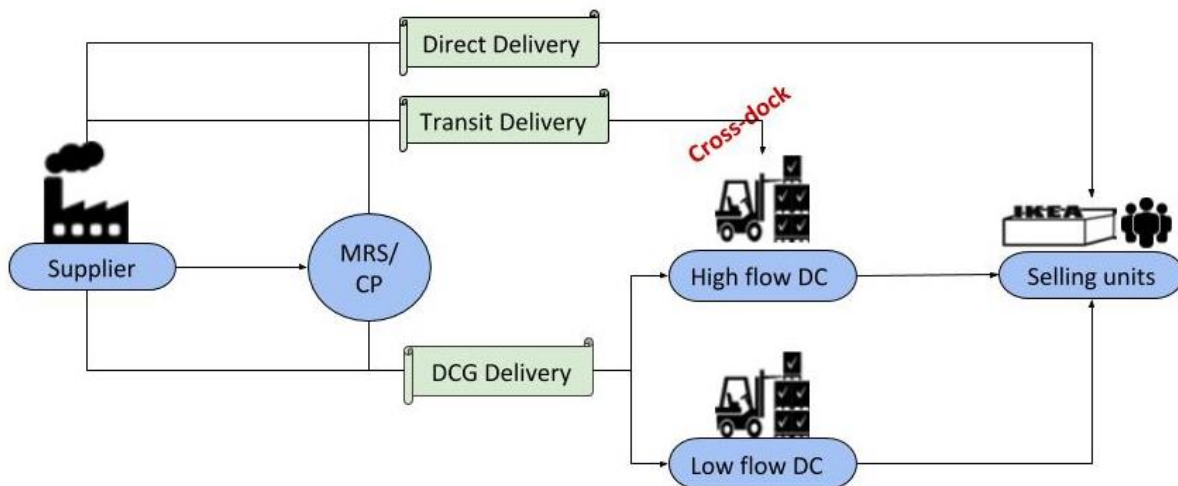 Direct Delivery
Transit Delivery
Cross-dock
Supplier
MRS/
CP
High flow DC
IKEA
Selling units
DCG Delivery
Low flow DC